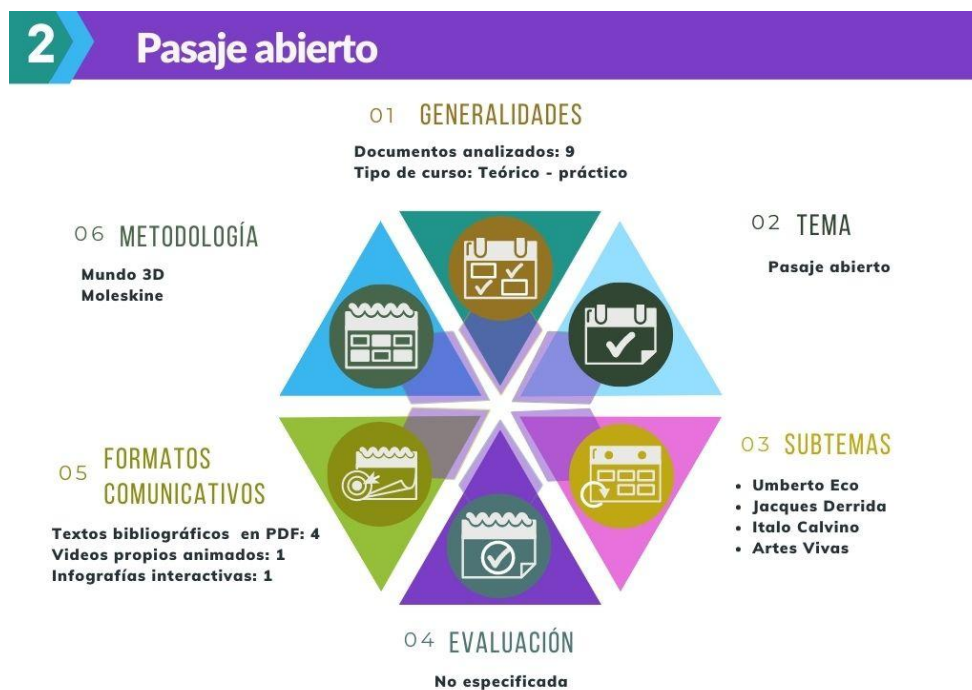 2
Pasaje abierto
01 GENERALIDADES
Documentos analizados: 9
Tipo de curso: Teórico - práctico
02 TEMA
Pasaje abierto
03 SUBTEMAS
• Umberto Eco
• Jacques Derrida
• Italo Calvino
• Artes Vivas
04 EVALUACIÓN
No especificada
05 FORMATOS
COMUNICATIVOS
Textos bibliográficos en PDF: 4
Videos propios animados: 1
Infografías interactivas: 1
06 METODOLOGÍA
Mundo 3D
Moleskine